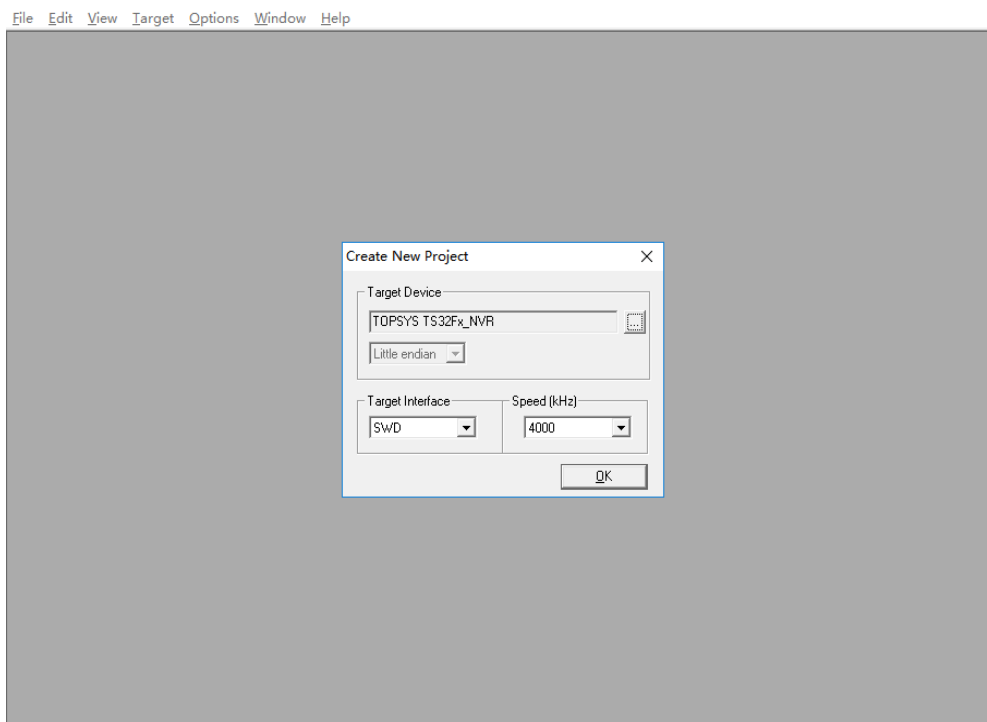 File Edit View Target Options Window Help
Create New Project
Target Device
TOPSYS TS32Fx_NVR
...
Little endian
Target Interface Speed (kHz)
SWD 4000
OK